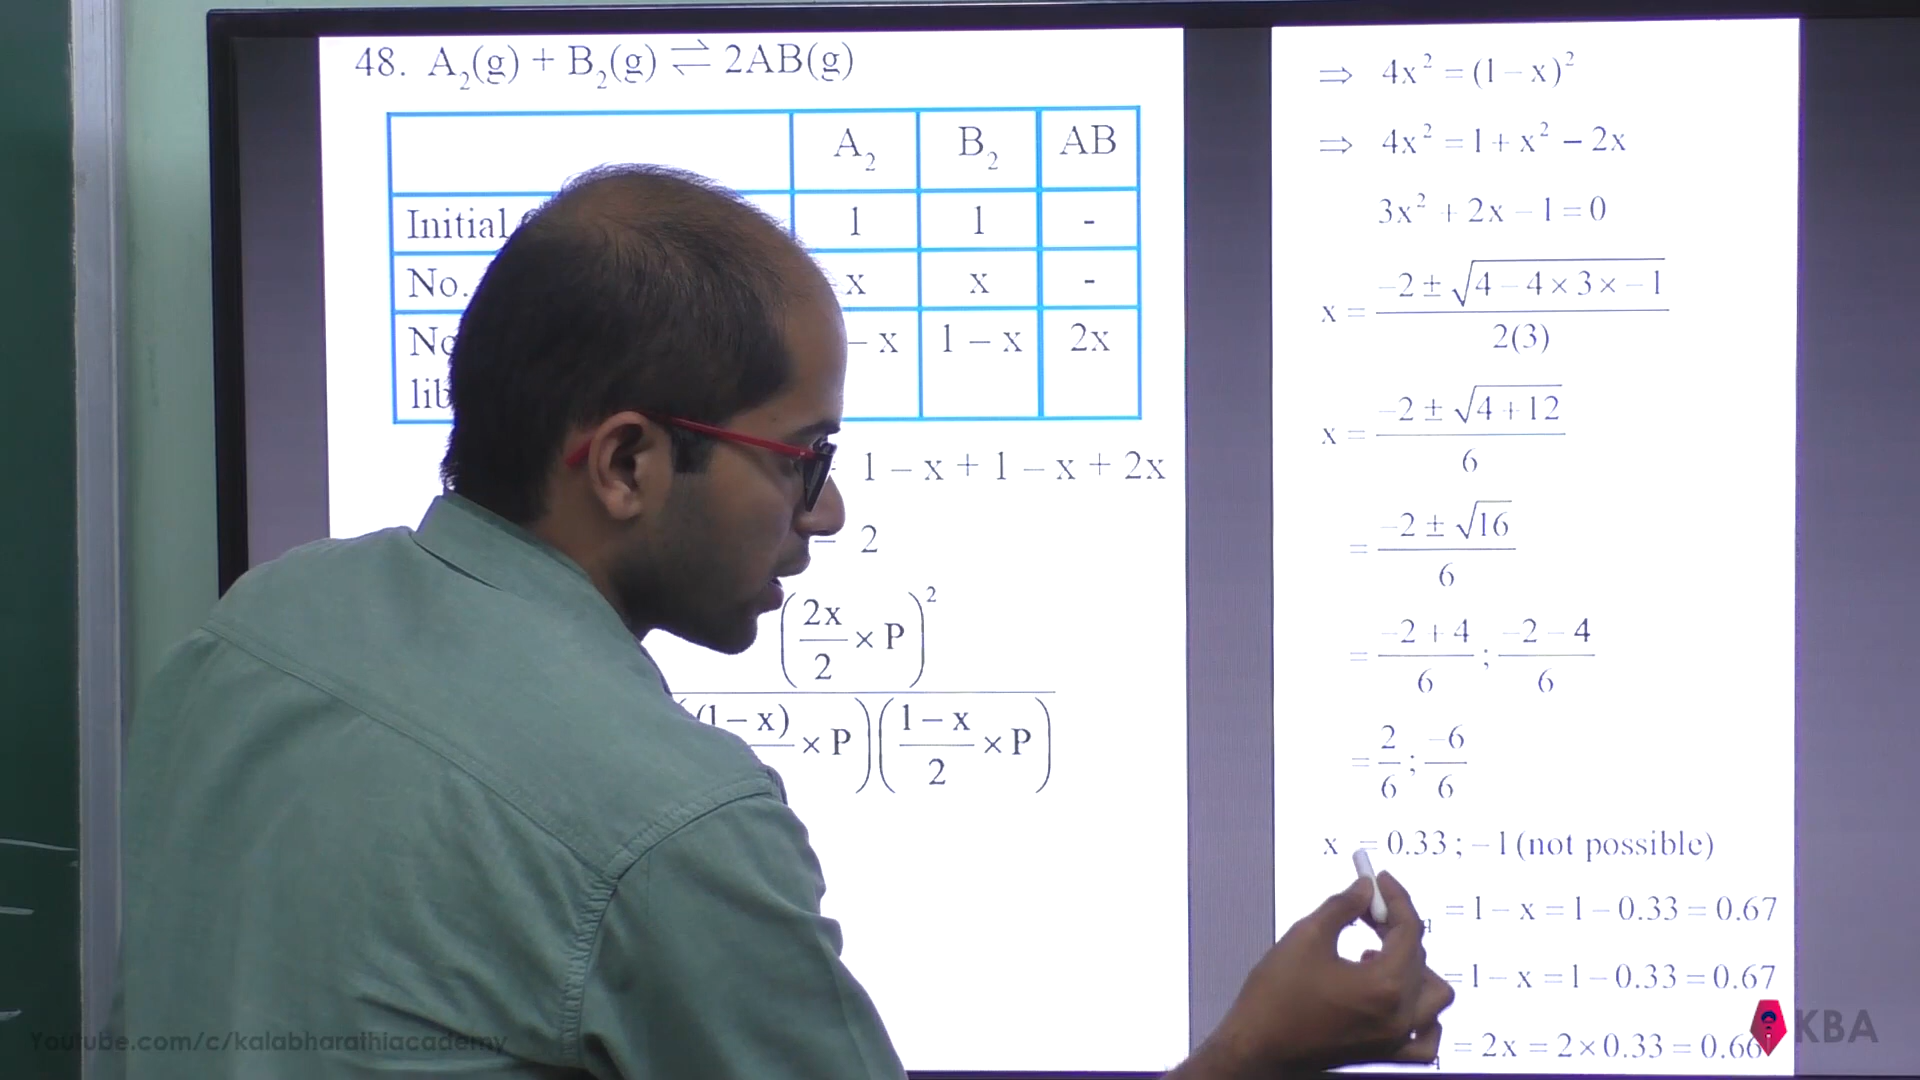 48. A₂(g) + B₂(g) ⇌ 2AB(g)
A₂ B₂ AB
Initial 1 1 -
No. x x -
No – x 1 – x 2x
lib
1 – x + 1 – x + 2x
= 2
(2x/2 × P)²
((1 – x) × P)(1 – x/2 × P)
⇒ 4x² = (1 – x)²
⇒ 4x² = 1 + x² – 2x
3x² + 2x – 1 = 0
x = (–2 ± √(4 – 4 × 3 × –1))/2(3)
x = (–2 ± √(4 + 12))/6
= (–2 ± √16)/6
= (–2 + 4)/6 ; (–2 – 4)/6
= 2/6 ; –6/6
x = 0.33 ; – 1 (not possible)
= 1 – x = 1 – 0.33 = 0.67
= 1 – x = 1 – 0.33 = 0.67
= 2x = 2 × 0.33 = 0.66
KBA
Youtube.com/c/kalabharathiacademy